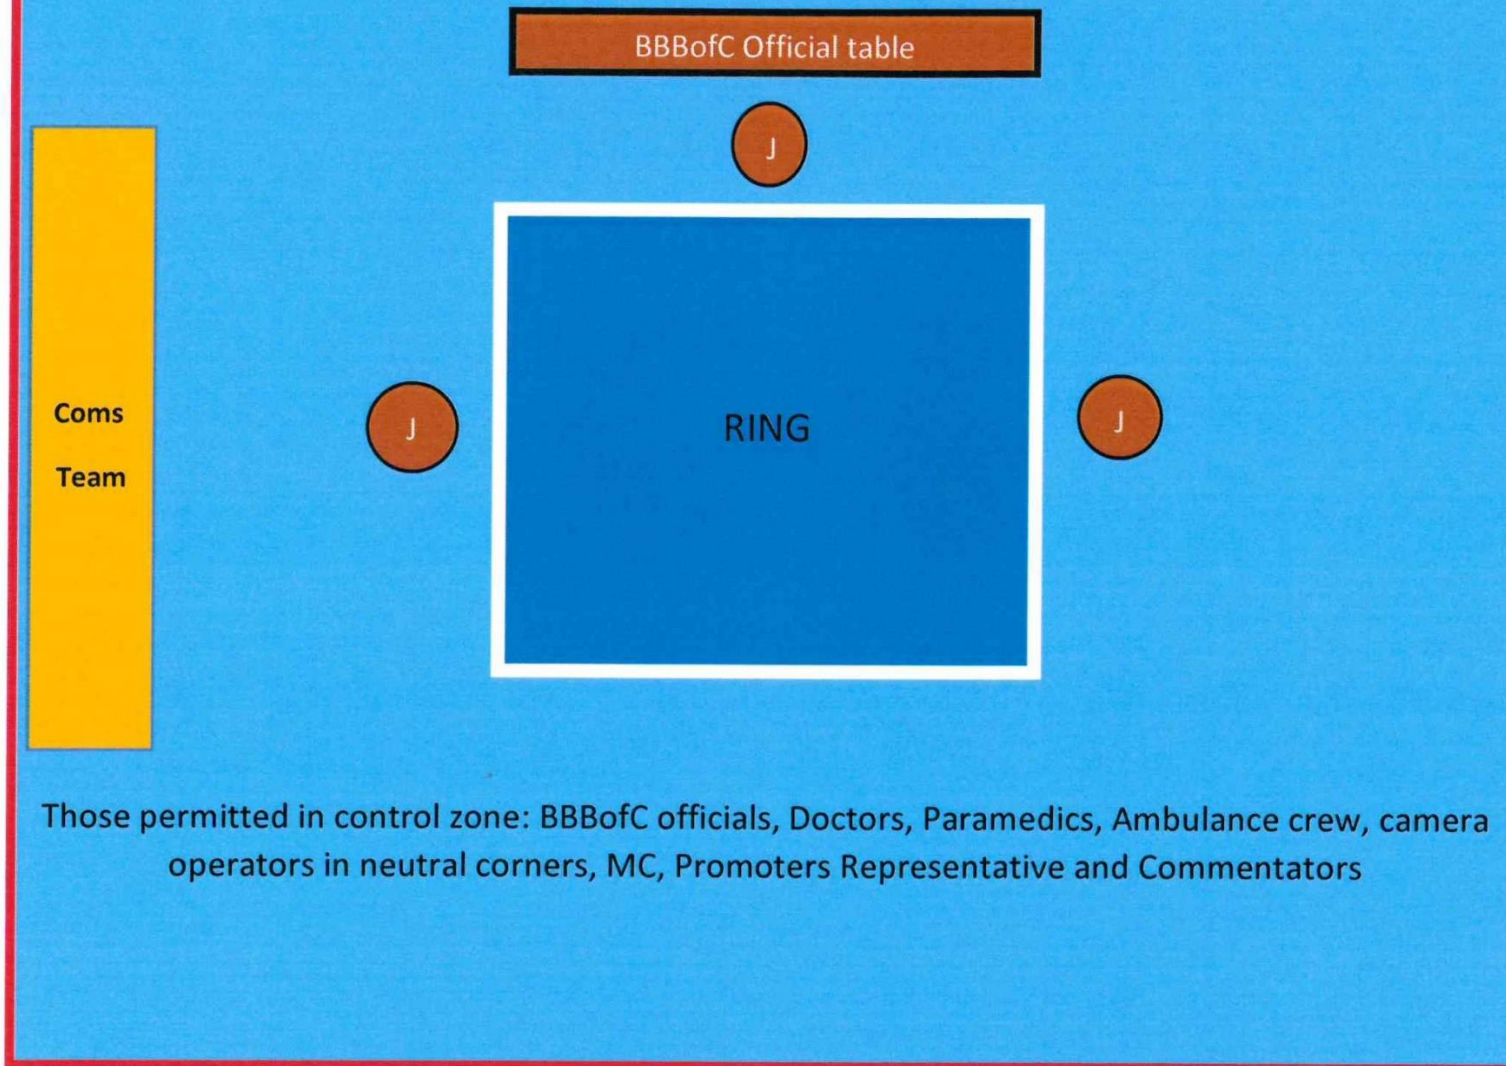 BBBofC Official table
J
J
RING
J
Coms
Team
Those permitted in control zone: BBBofC officials, Doctors, Paramedics, Ambulance crew, camera
operators in neutral corners, MC, Promoters Representative and Commentators